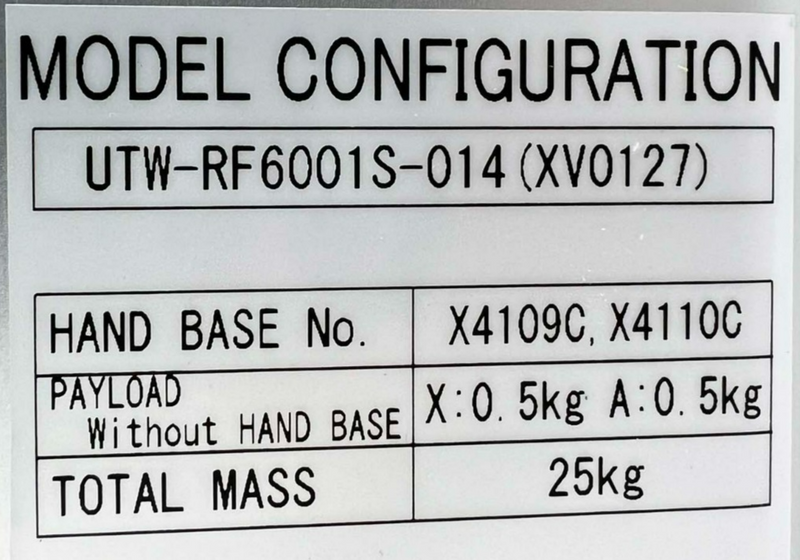 MODEL CONFIGURATION
UTW-RF6001S-014(XV0127)
HAND BASE No. X4109C, X4110C
PAYLOAD
Without HAND BASE X:0.5kg A:0.5kg
TOTAL MASS 25kg